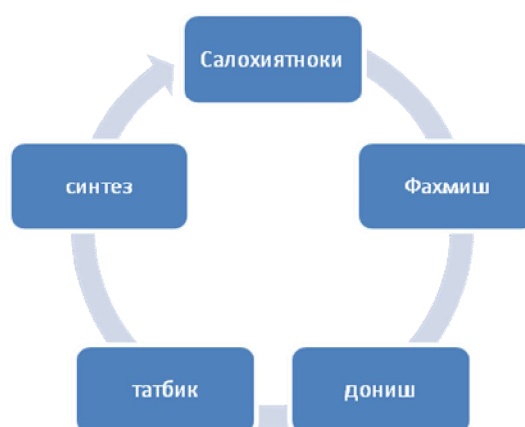 Салохиятноки
Фахмиш
дониш
татбик
синтез